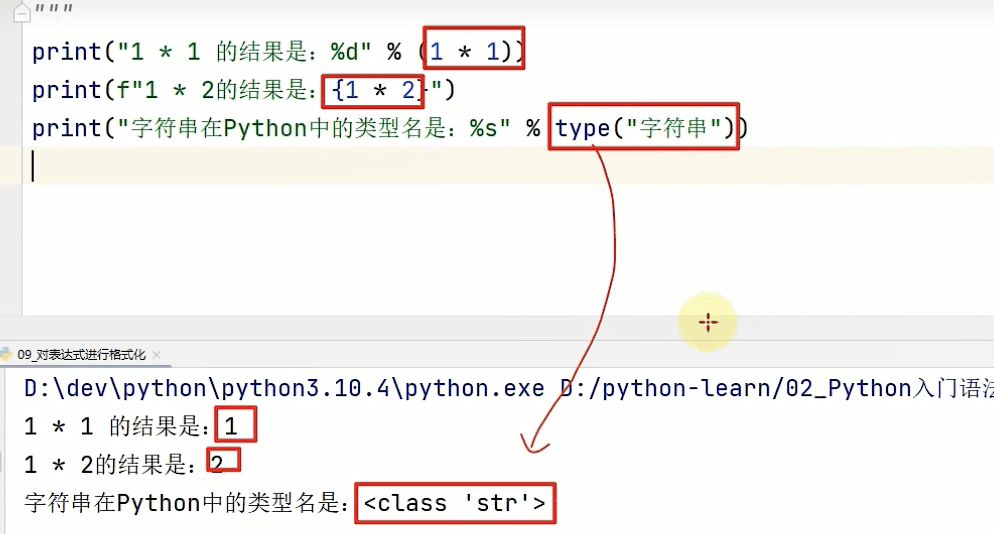 """
print("1 * 1 的结果是：%d" % (1 * 1))
print(f"1 * 2的结果是：{1 * 2}")
print("字符串在Python中的类型名是：%s" % type("字符串"))
09_对表达式进行格式化 ×
D:\dev\python\python3.10.4\python.exe D:/python-learn/02_Python入门语法
1 * 1 的结果是：1
1 * 2的结果是：2
字符串在Python中的类型名是：<class 'str'>